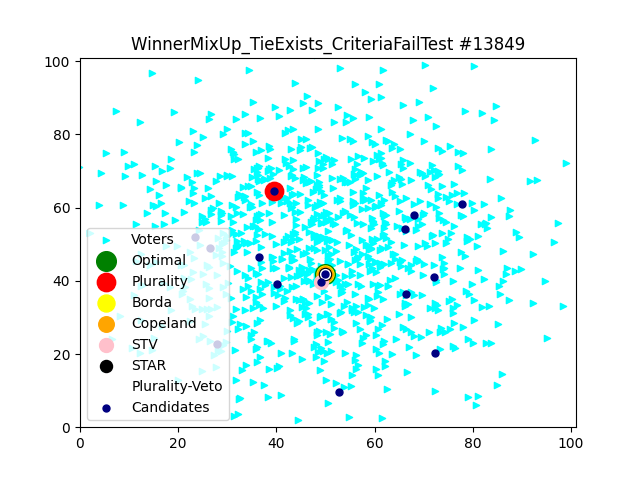 WinnerMixUp_TieExists_CriteriaFailTest #13849
100
80
60
40
20
0
0 20 40 60 80 100
Voters
Optimal
Plurality
Borda
Copeland
STV
STAR
Plurality-Veto
Candidates